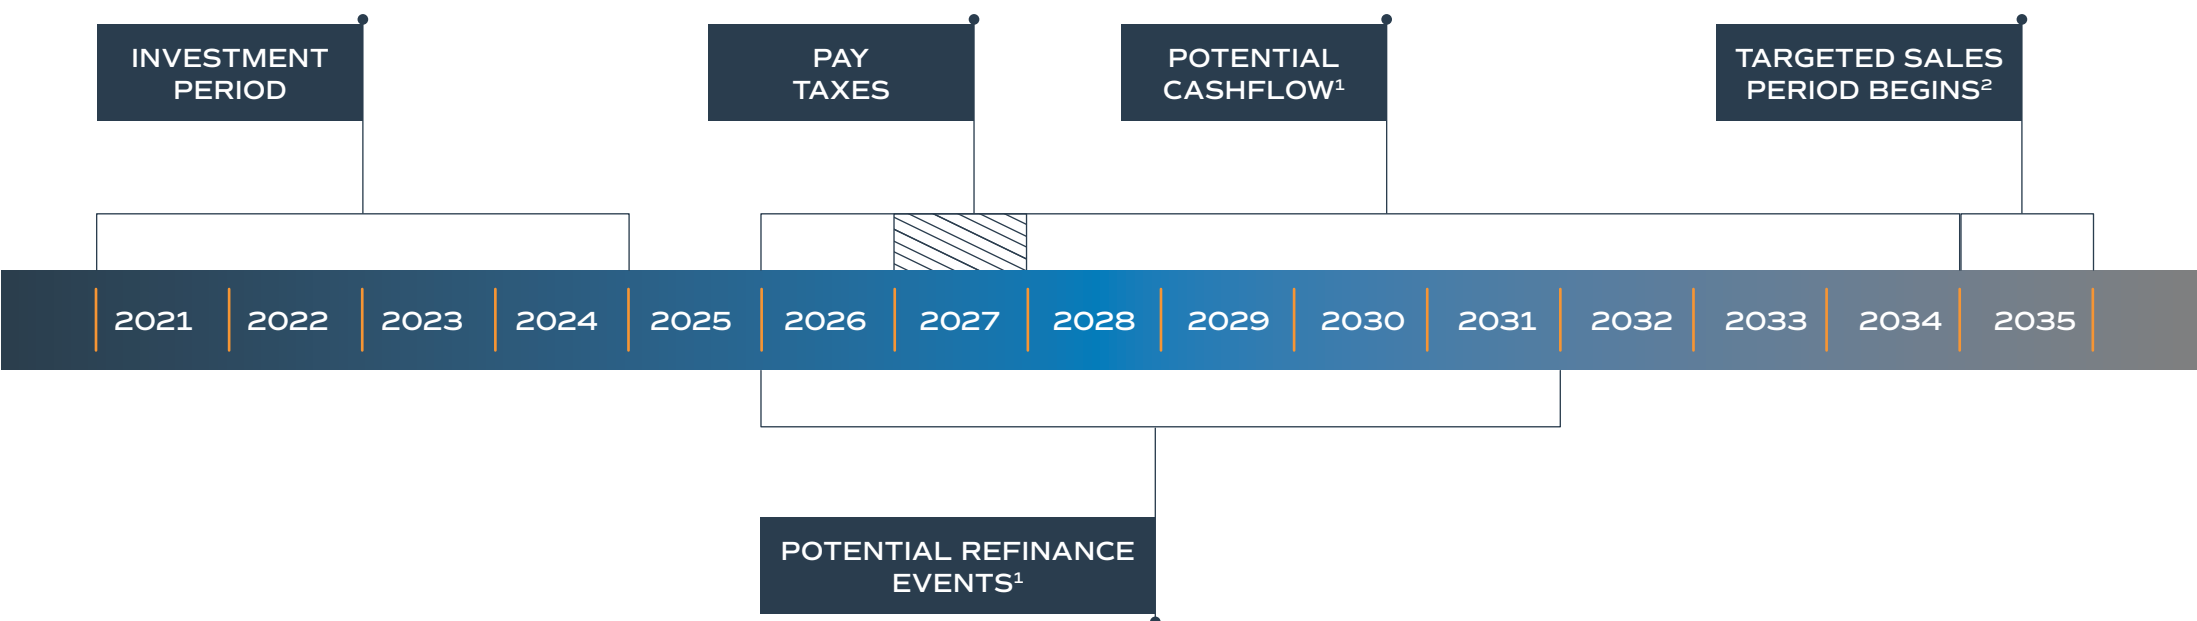 INVESTMENT
PERIOD
PAY
TAXES
POTENTIAL
CASHFLOW¹
TARGETED SALES
PERIOD BEGINS²
2021 2022 2023 2024 2025 2026 2027 2028 2029 2030 2031 2032 2033 2034 2035
POTENTIAL REFINANCE
EVENTS¹